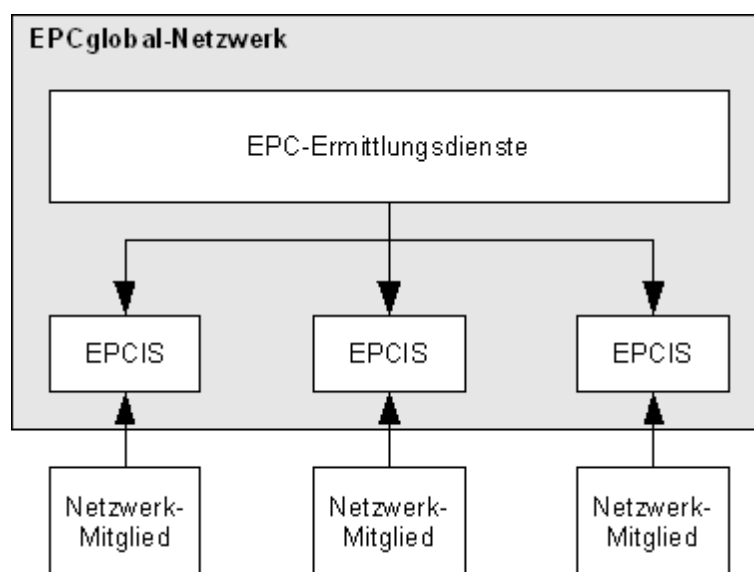 EPCglobal-Netzwerk
EPC-Ermittlungsdienste
EPCIS
EPCIS
EPCIS
Netzwerk-
Mitglied
Netzwerk-
Mitglied
Netzwerk-
Mitglied